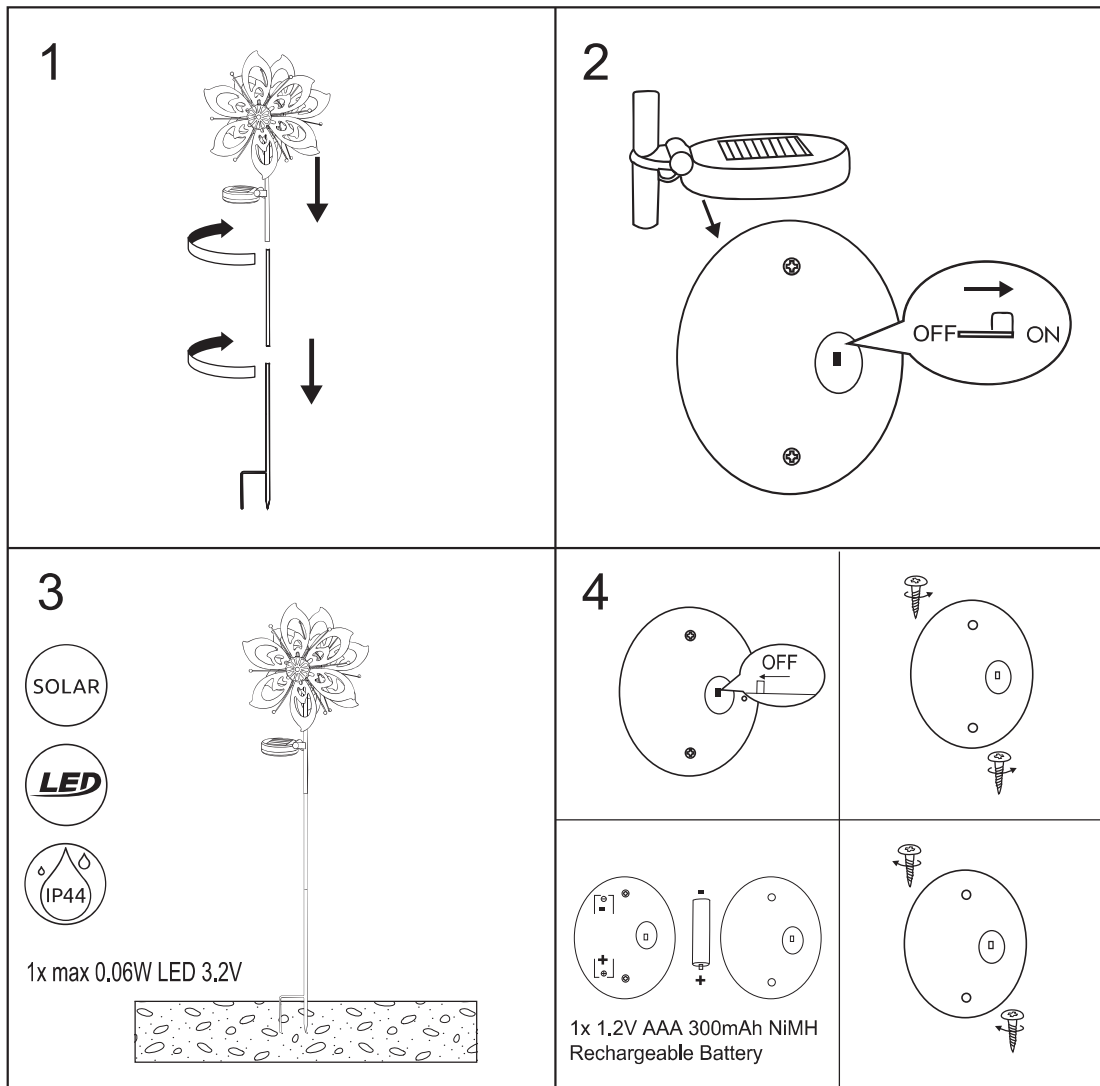 1
2
OFF
ON
3
SOLAR
LED
IP44
1x max 0.06W LED 3.2V
4
OFF
-
+
-
+
1x 1.2V AAA 300mAh NiMH
Rechargeable Battery